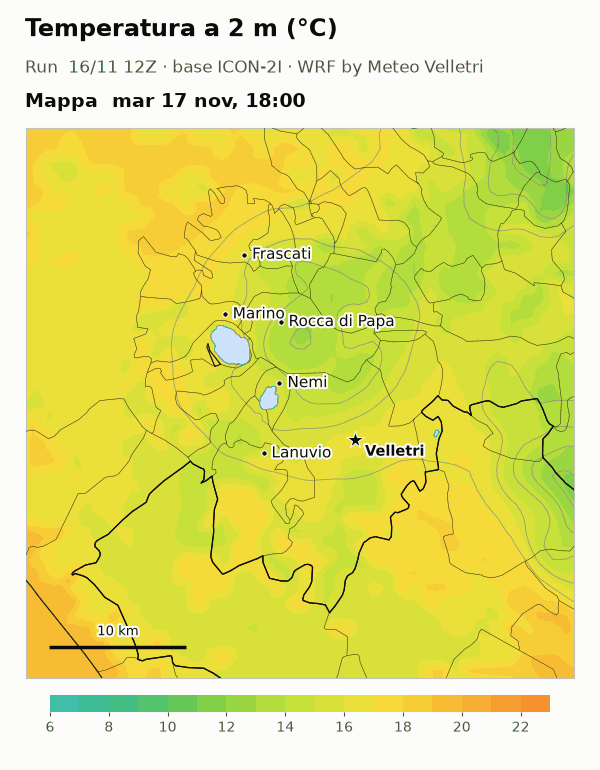 Temperatura a 2 m (°C)
Run  16/11 12Z · base ICON-2I · WRF by Meteo Velletri
Mappa  mar 17 nov, 18:00
Frascati
Marino
Rocca di Papa
Nemi
Velletri
Lanuvio
10 km
6 8 10 12 14 16 18 20 22